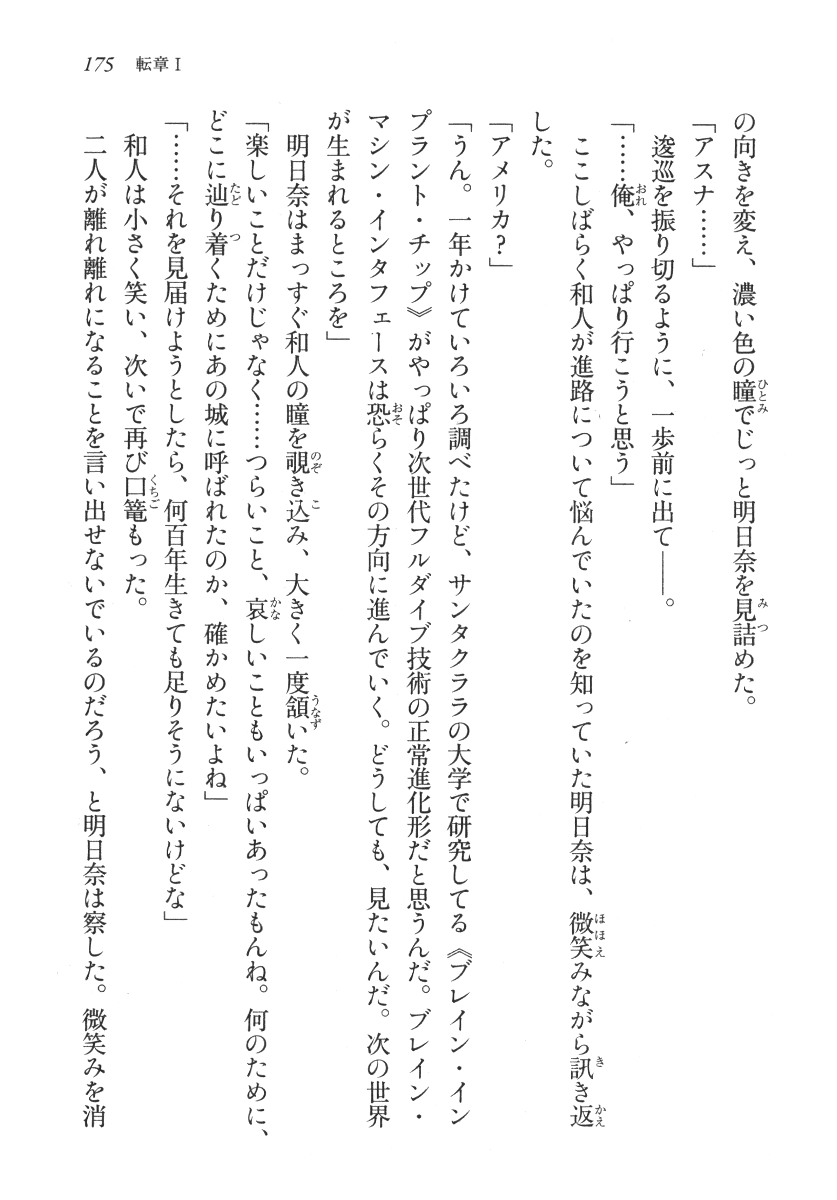 175 転章Ⅰ
の向きを変え、濃い色の瞳でじっと明日奈を見詰めた。
「アスナ……」
逡巡を振り切るように、一歩前に出て――。
「……俺、やっぱり行こうと思う」
ここしばらく和人が進路について悩んでいたのを知っていた明日奈は、微笑みながら訊き返
した。
「アメリカ？」
「うん。一年かけていろいろ調べたけど、サンタクララの大学で研究してる《ブレイン・イン
プラント・チップ》がやっぱり次世代フルダイブ技術の正常進化形だと思うんだ。ブレイン・
マシン・インタフェースは恐らくその方向に進んでいく。どうしても、見たいんだ。次の世界
が生まれるところを」
明日奈はまっすぐ和人の瞳を覗き込み、大きく一度頷いた。
「楽しいことだけじゃなく……つらいこと、哀しいこともいっぱいあったもんね。何のために、
どこに辿り着くためにあの城に呼ばれたのか、確かめたいよね」
「……それを見届けようとしたら、何百年生きても足りそうにないけどな」
和人は小さく笑い、次いで再び口篭もった。
二人が離れ離れになることを言い出せないでいるのだろう、と明日奈は察した。微笑みを消